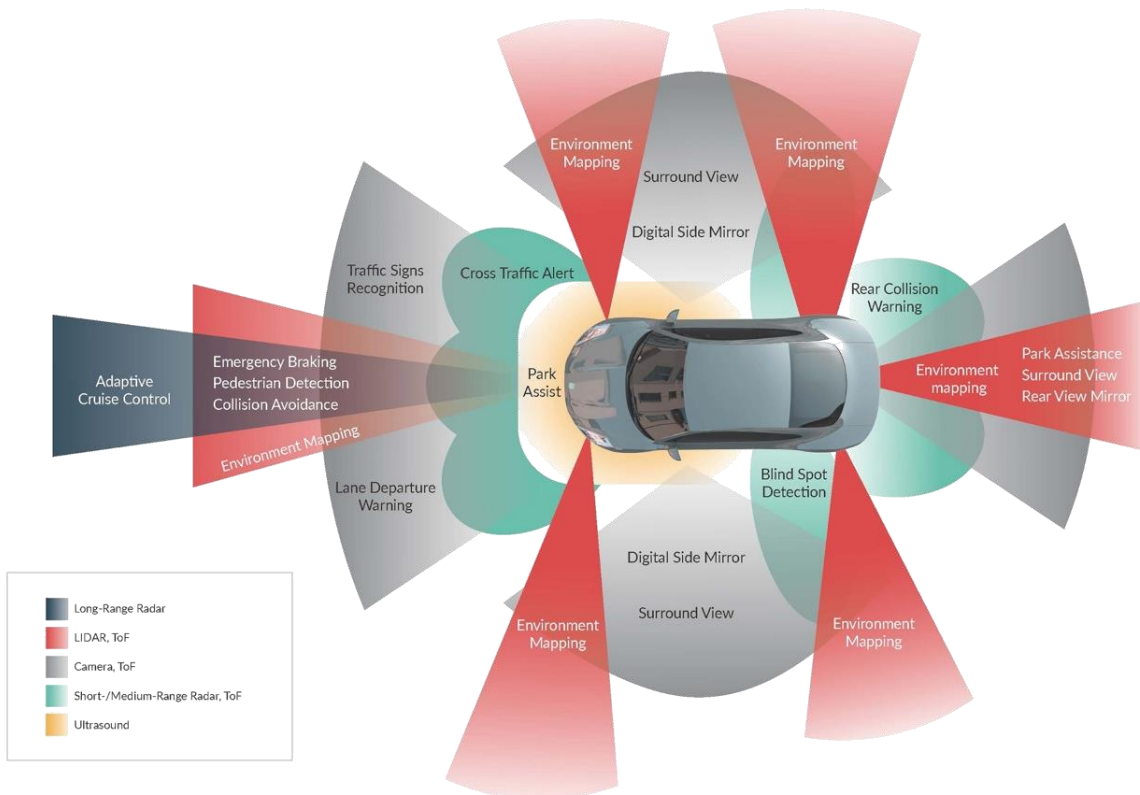 Environment
Mapping
Environment
Mapping
Surround View
Digital Side Mirror
Traffic Signs
Recognition
Cross Traffic Alert
Rear Collision
Warning
Adaptive
Cruise Control
Emergency Braking
Pedestrian Detection
Collision Avoidance
Environment Mapping
Park
Assist
Environment
mapping
Park Assistance
Surround View
Rear View Mirror
Lane Departure
Warning
Blind Spot
Detection
Digital Side Mirror
Surround View
Environment
Mapping
Environment
Mapping
Long-Range Radar
LIDAR, ToF
Camera, ToF
Short-/Medium-Range Radar, ToF
Ultrasound